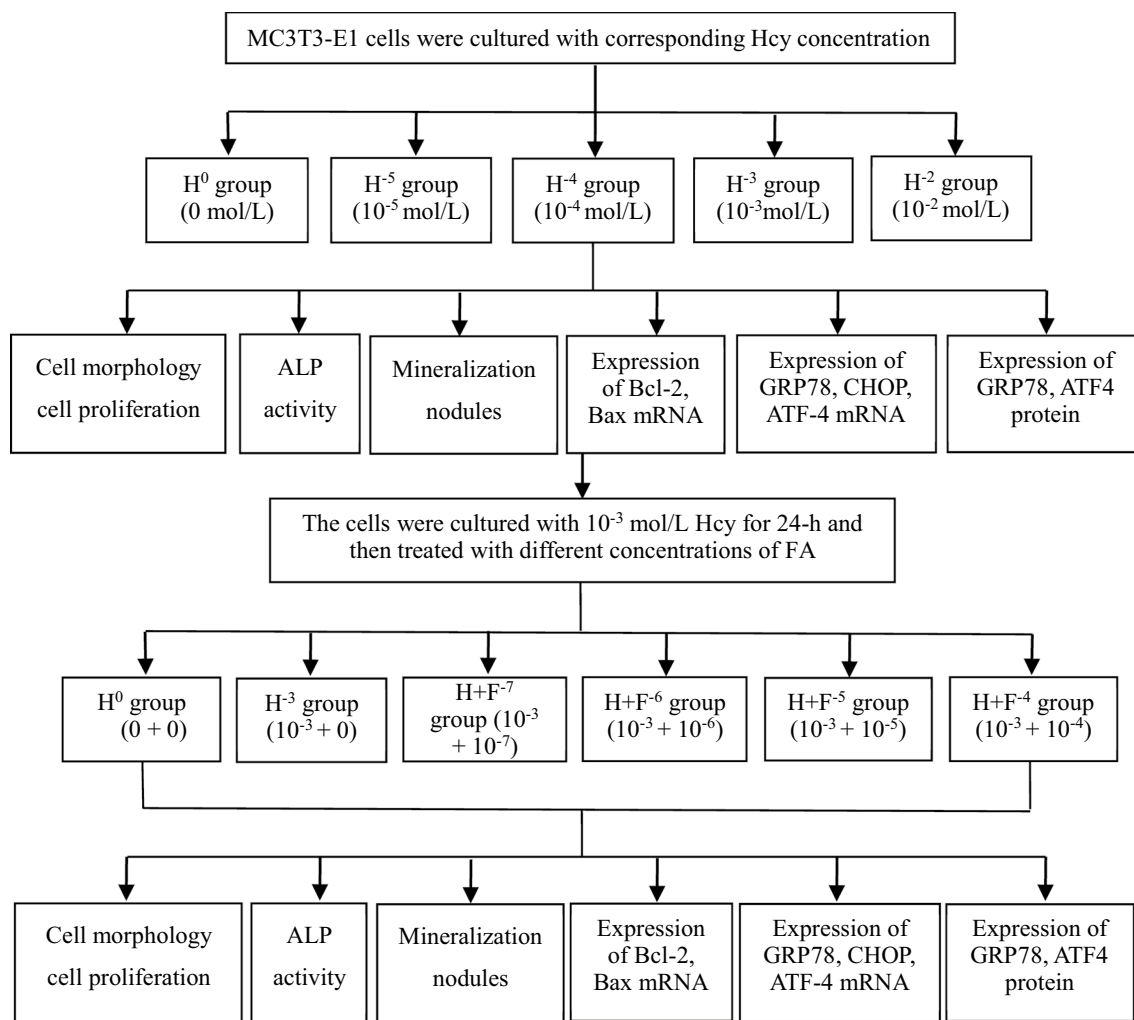 MC3T3-E1 cells were cultured with corresponding Hcy concentration
H⁰ group
(0 mol/L)
H⁻⁵ group
(10⁻⁵ mol/L)
H⁻⁴ group
(10⁻⁴ mol/L)
H⁻³ group
(10⁻³mol/L)
H⁻² group
(10⁻² mol/L)
Cell morphology
cell proliferation
ALP
activity
Mineralization
nodules
Expression
of Bcl-2,
Bax mRNA
Expression of
GRP78, CHOP,
ATF-4 mRNA
Expression of
GRP78, ATF4
protein
The cells were cultured with 10⁻³ mol/L Hcy for 24-h and
then treated with different concentrations of FA
H⁰ group
(0 + 0)
H⁻³ group
(10⁻³ + 0)
H+F⁻⁷
group (10⁻³
+ 10⁻⁷)
H+F⁻⁶ group
(10⁻³ + 10⁻⁶)
H+F⁻⁵ group
(10⁻³ + 10⁻⁵)
H+F⁻⁴ group
(10⁻³ + 10⁻⁴)
Cell morphology
cell proliferation
ALP
activity
Mineralization
nodules
Expression
of Bcl-2,
Bax mRNA
Expression of
GRP78, CHOP,
ATF-4 mRNA
Expression of
GRP78, ATF4
protein